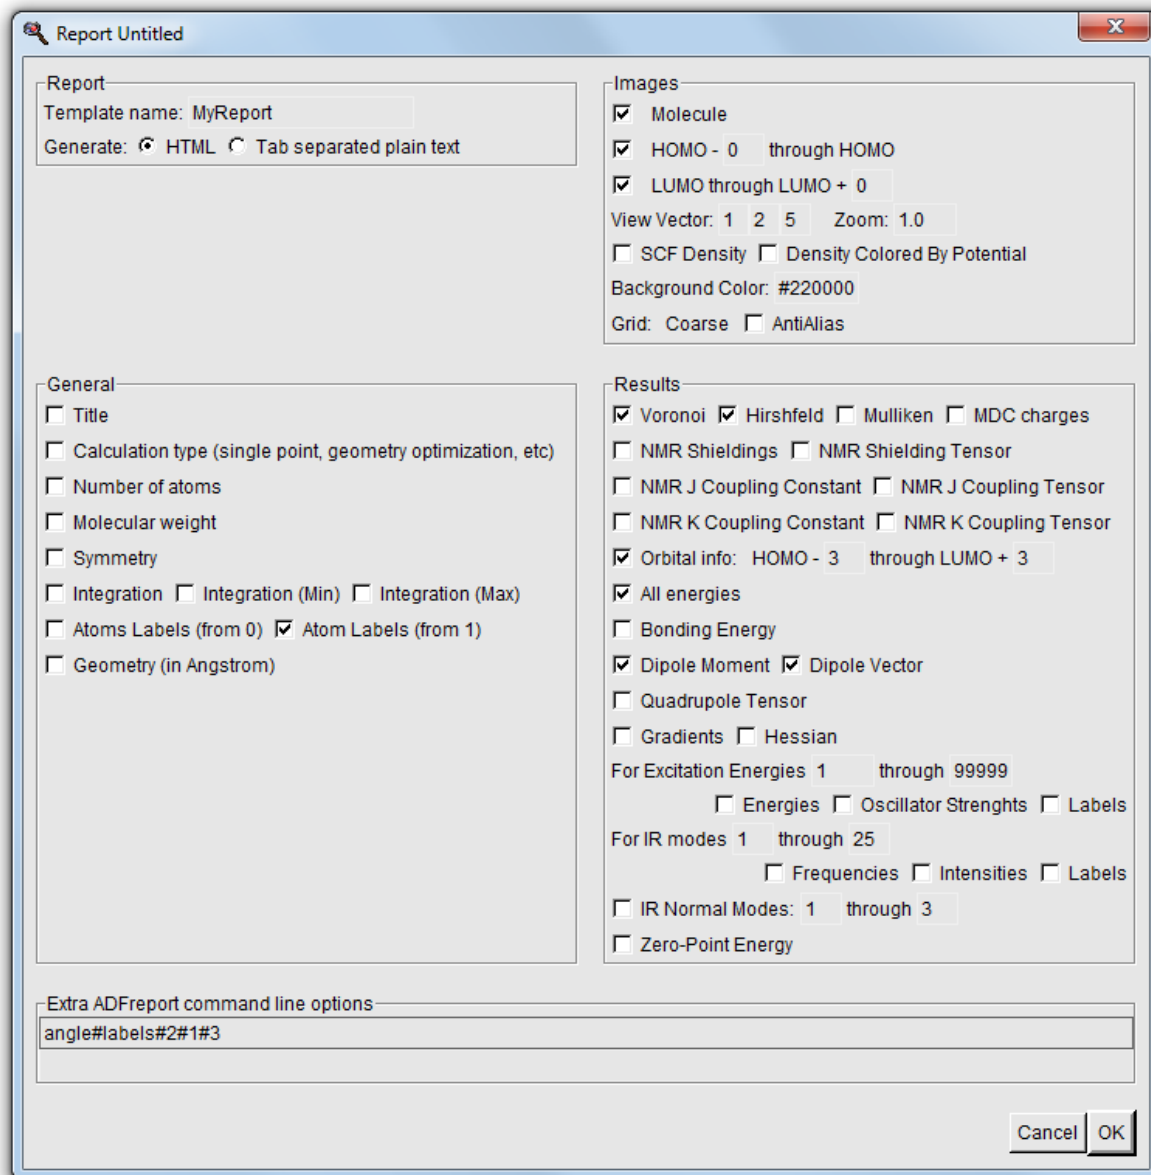 Report Untitled
X
Report
Template name: MyReport
Generate: HTML Tab separated plain text
Images
Molecule
HOMO - 0 through HOMO
LUMO through LUMO + 0
View Vector: 1 2 5 Zoom: 1.0
SCF Density Density Colored By Potential
Background Color: #220000
Grid: Coarse AntiAlias
General
Title
Calculation type (single point, geometry optimization, etc)
Number of atoms
Molecular weight
Symmetry
Integration Integration (Min) Integration (Max)
Atoms Labels (from 0) Atom Labels (from 1)
Geometry (in Angstrom)
Results
Voronoi Hirshfeld Mulliken MDC charges
NMR Shieldings NMR Shielding Tensor
NMR J Coupling Constant NMR J Coupling Tensor
NMR K Coupling Constant NMR K Coupling Tensor
Orbital info: HOMO - 3 through LUMO + 3
All energies
Bonding Energy
Dipole Moment Dipole Vector
Quadrupole Tensor
Gradients Hessian
For Excitation Energies 1 through 99999
Energies Oscillator Strenghts Labels
For IR modes 1 through 25
Frequencies Intensities Labels
IR Normal Modes: 1 through 3
Zero-Point Energy
Extra ADFreport command line options
angle#labels#2#1#3
Cancel OK